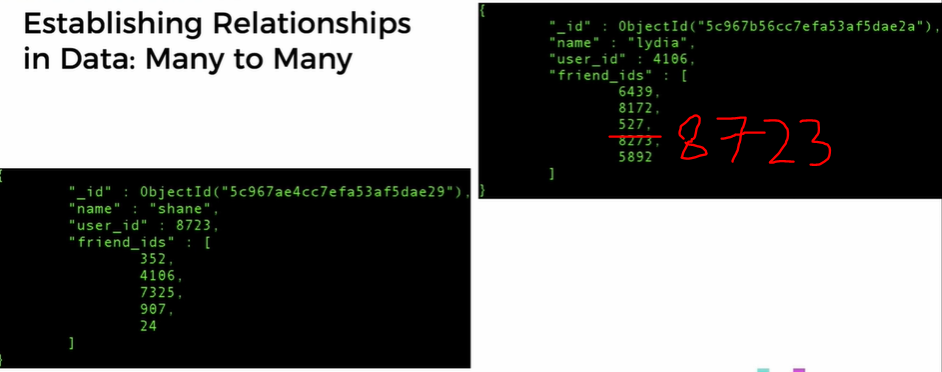 Establishing Relationships
in Data: Many to Many
{
"_id" : ObjectId("5c967b56cc7efa53af5dae2a"),
"name" : "lydia",
"user_id" : 4106,
"friend_ids" : [
6439,
8172,
527,
8273,
5892
]
}
8723
{
"_id" : ObjectId("5c967ae4cc7efa53af5dae29"),
"name" : "shane",
"user_id" : 8723,
"friend_ids" : [
352,
4106,
7325,
907,
24
]
}